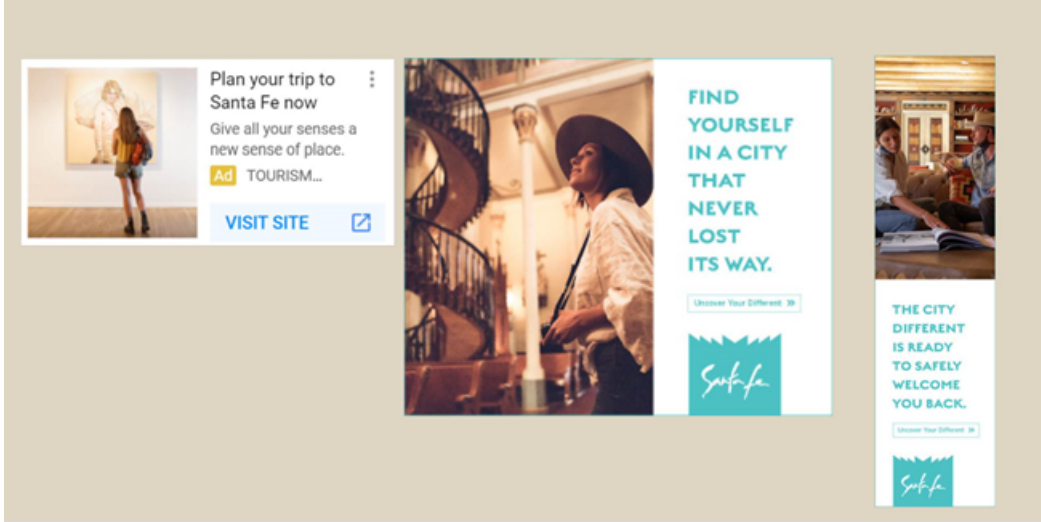 Plan your trip to
Santa Fe now
Give all your senses a
new sense of place.
Ad TOURISM...
VISIT SITE
FIND
YOURSELF
IN A CITY
THAT
NEVER
LOST
ITS WAY.
Uncover Your Different »
Santa Fe
THE CITY
DIFFERENT
IS READY
TO SAFELY
WELCOME
YOU BACK.
Uncover Your Different »
Santa Fe